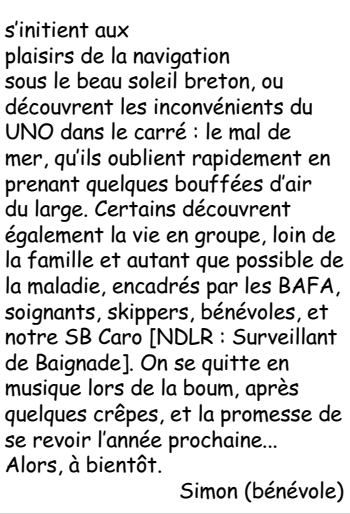 s'initient aux
plaisirs de la navigation
sous le beau soleil breton, ou
découvrent les inconvénients du
UNO dans le carré : le mal de
mer, qu'ils oublient rapidement en
prenant quelques bouffées d'air
du large. Certains découvrent
également la vie en groupe, loin de
la famille et autant que possible de
la maladie, encadrés par les BAFA,
soignants, skippers, bénévoles, et
notre SB Caro [NDLR : Surveillant
de Baignade]. On se quitte en
musique lors de la boum, après
quelques crêpes, et la promesse de
se revoir l'année prochaine...
Alors, à bientôt.
Simon (bénévole)